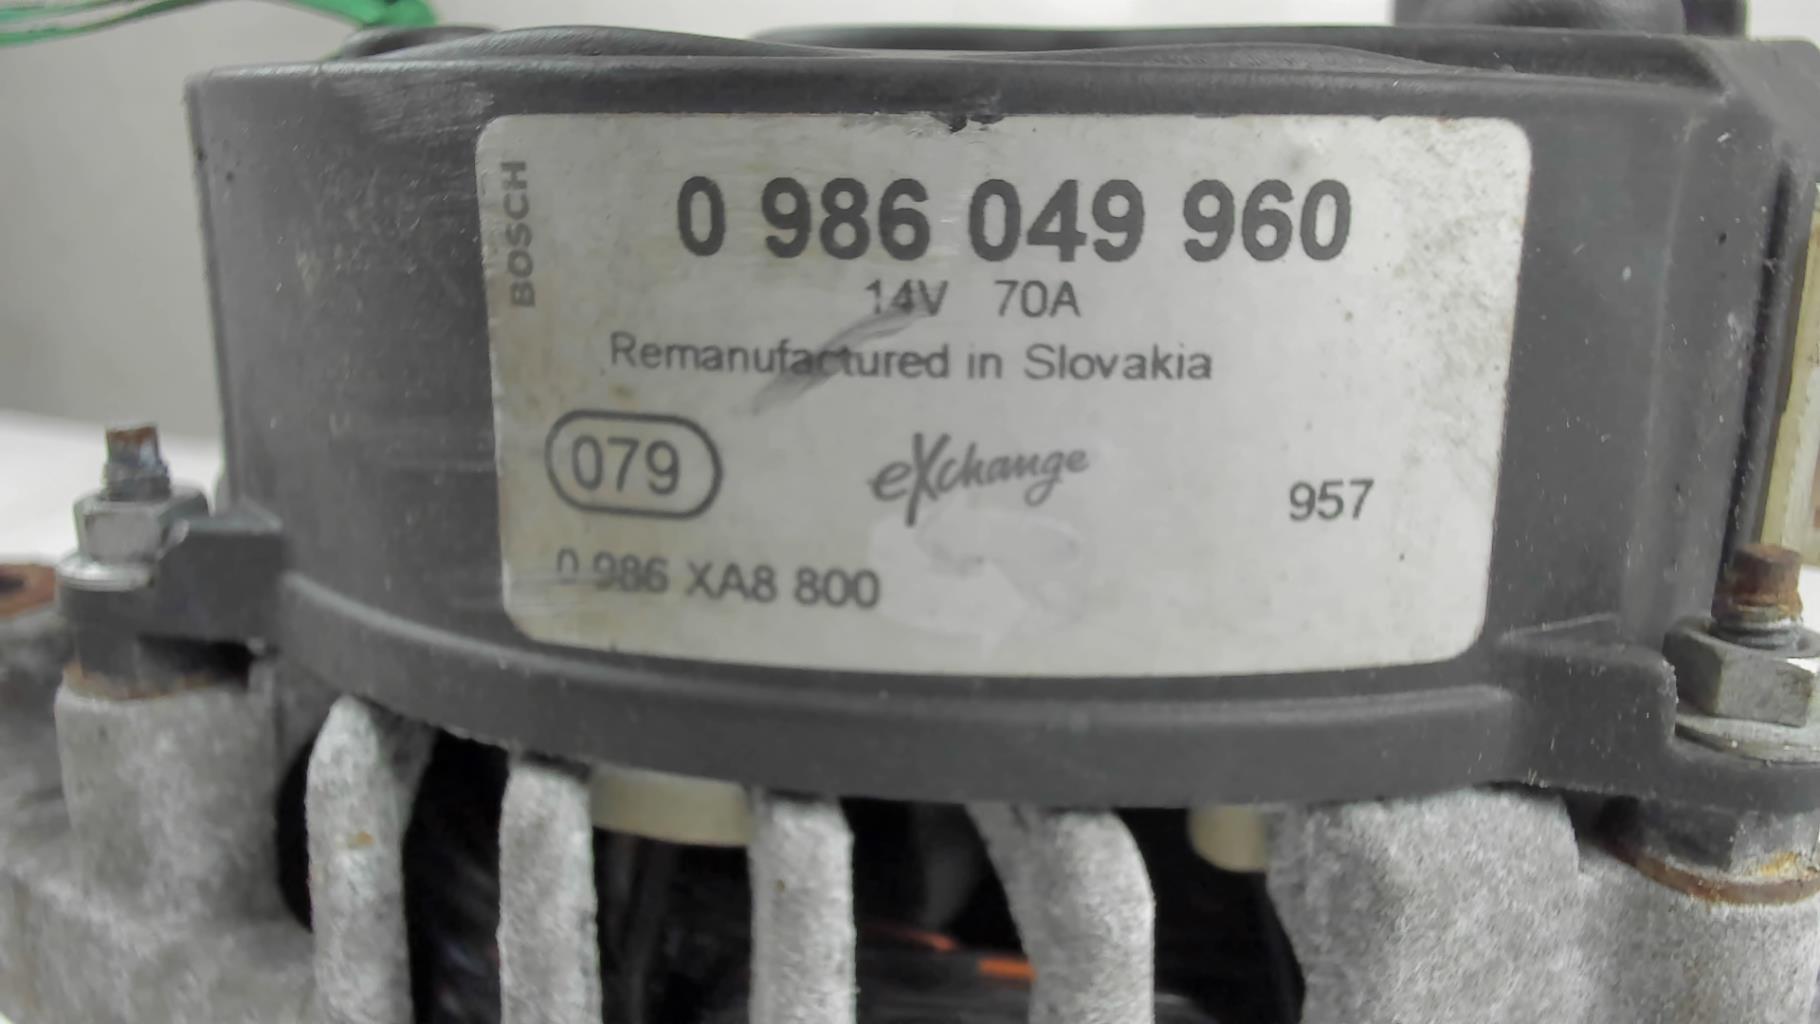 BOSCH
0 986 049 960
14V 70A
Remanufactured in Slovakia
079
eXchange
957
0 986 XA8 800